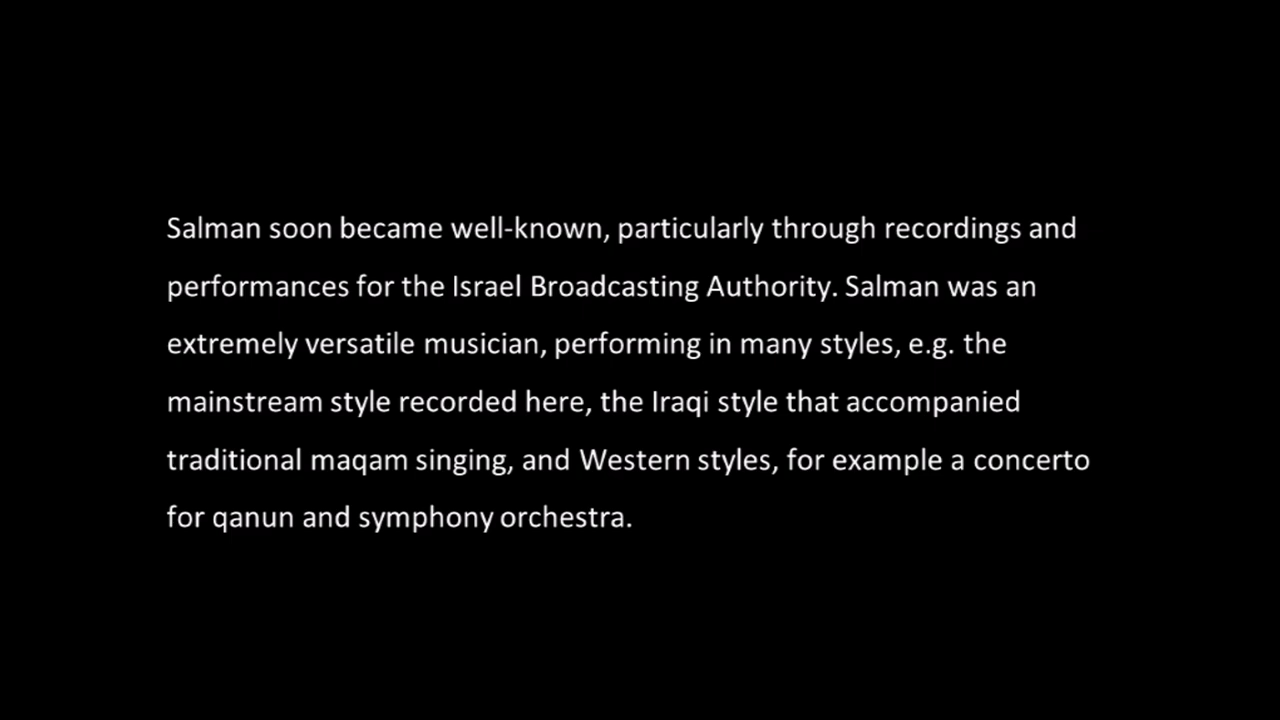 Salman soon became well-known, particularly through recordings and
performances for the Israel Broadcasting Authority. Salman was an
extremely versatile musician, performing in many styles, e.g. the
mainstream style recorded here, the Iraqi style that accompanied
traditional maqam singing, and Western styles, for example a concerto
for qanun and symphony orchestra.